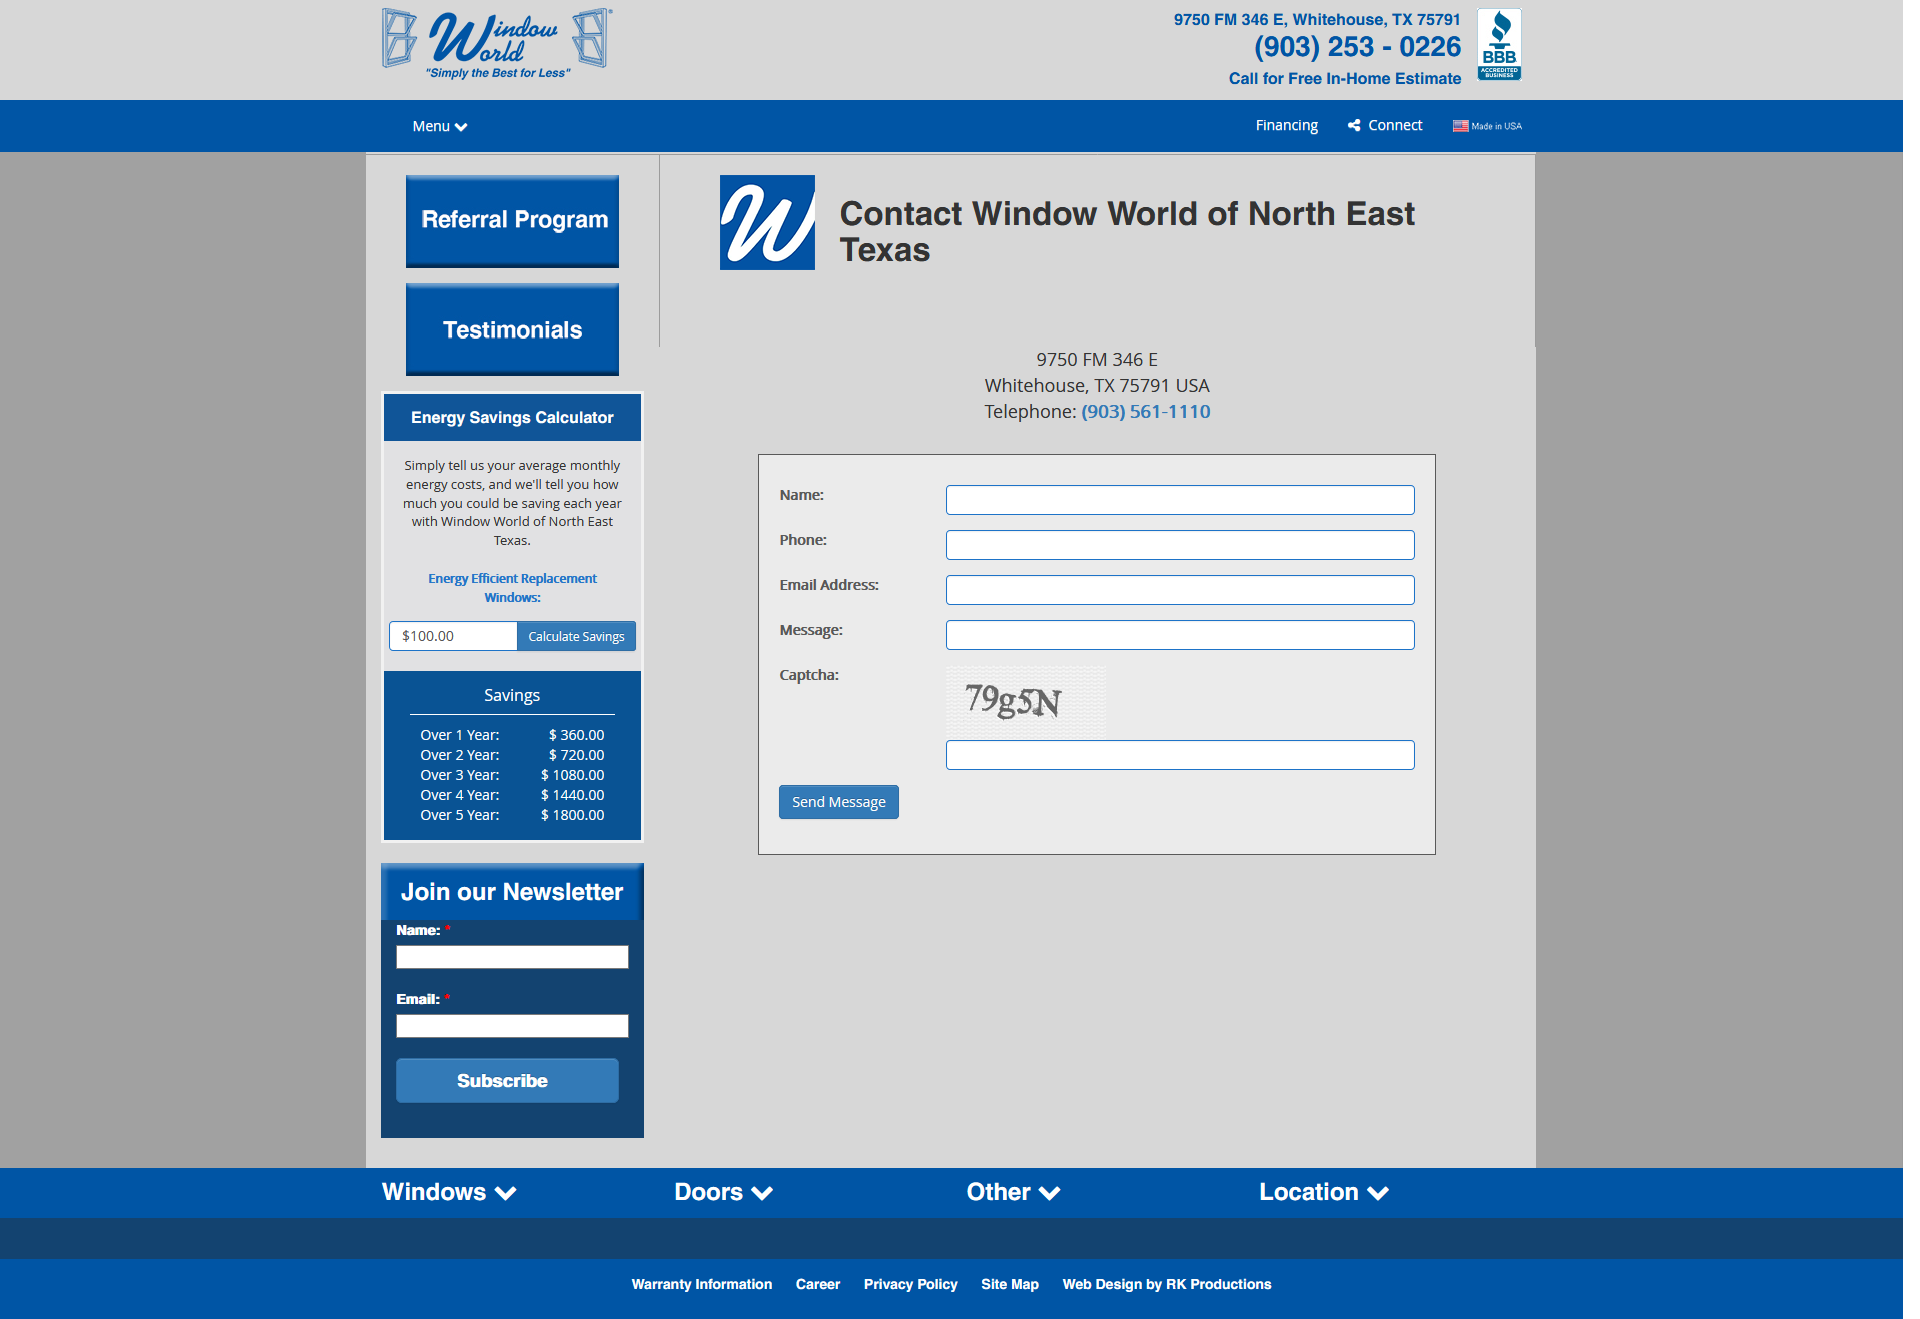 Window World
"Simply the Best for Less"
9750 FM 346 E, Whitehouse, TX 75791
(903) 253 - 0226
Call for Free In-Home Estimate
BBB
ACCREDITED
BUSINESS
Menu
Financing
Connect
Made in USA
Referral Program
Testimonials
Energy Savings Calculator
Simply tell us your average monthly
energy costs, and we'll tell you how
much you could be saving each year
with Window World of North East
Texas.
Energy Efficient Replacement
Windows:
$100.00
Calculate Savings
Savings
Over 1 Year: $ 360.00
Over 2 Year: $ 720.00
Over 3 Year: $ 1080.00
Over 4 Year: $ 1440.00
Over 5 Year: $ 1800.00
Join our Newsletter
Name: *
Email: *
Subscribe
W
Contact Window World of North East
Texas
9750 FM 346 E
Whitehouse, TX 75791 USA
Telephone: (903) 561-1110
Name:
Phone:
Email Address:
Message:
Captcha:
79g5N
Send Message
Windows
Doors
Other
Location
Warranty Information
Career
Privacy Policy
Site Map
Web Design by RK Productions